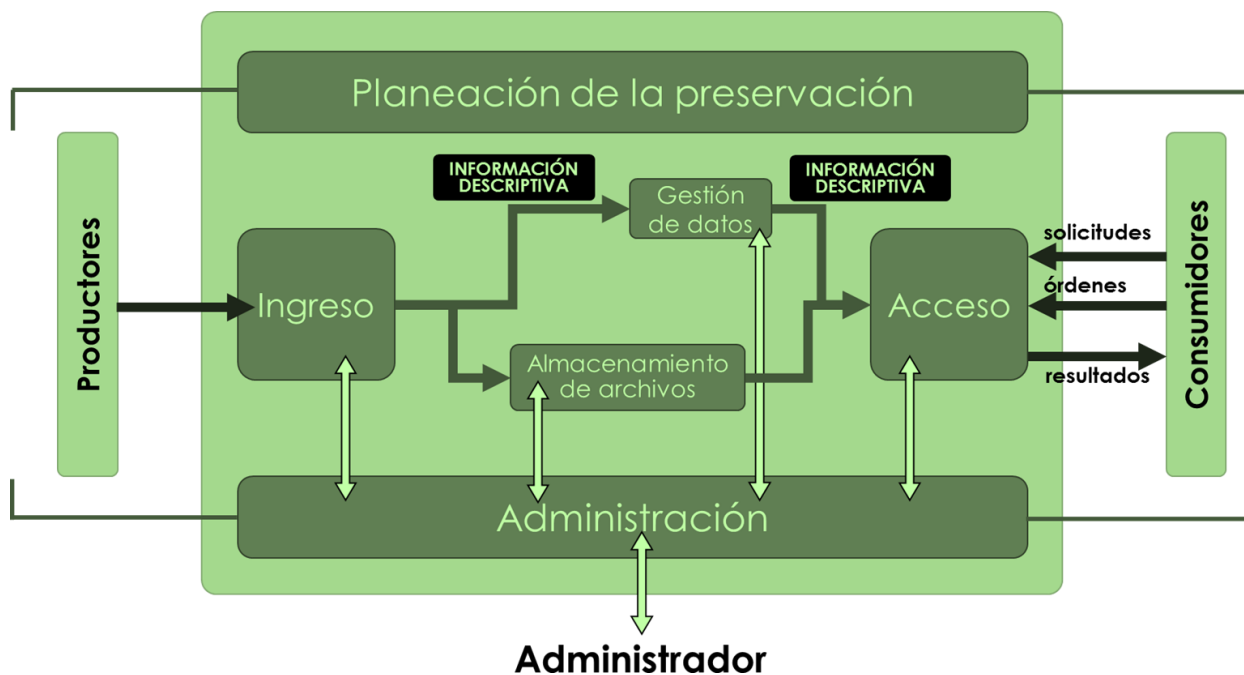 Planeación de la preservación
INFORMACIÓN
DESCRIPTIVA
INFORMACIÓN
DESCRIPTIVA
Gestión
de datos
Productores
Ingreso
Almacenamiento
de archivos
Acceso
solicitudes
órdenes
resultados
Consumidores
Administración
Administrador